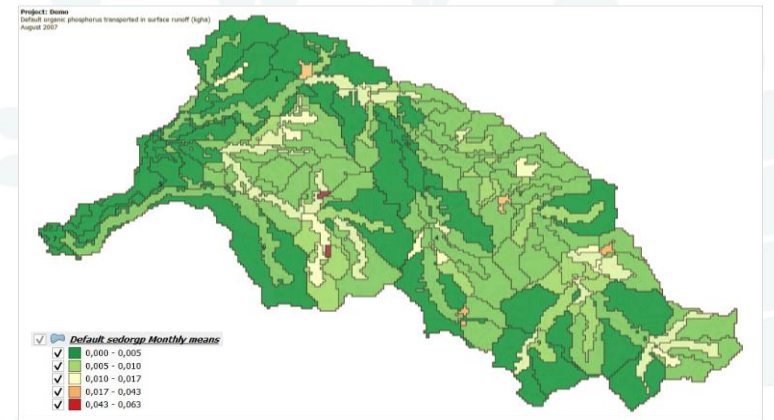 Project: Demo
Default organic phosphorus transported in surface runoff (kgha)
August 2007
Default sedorgp Monthly means
0,000 - 0,005
0,005 - 0,010
0,010 - 0,017
0,017 - 0,043
0,043 - 0,063